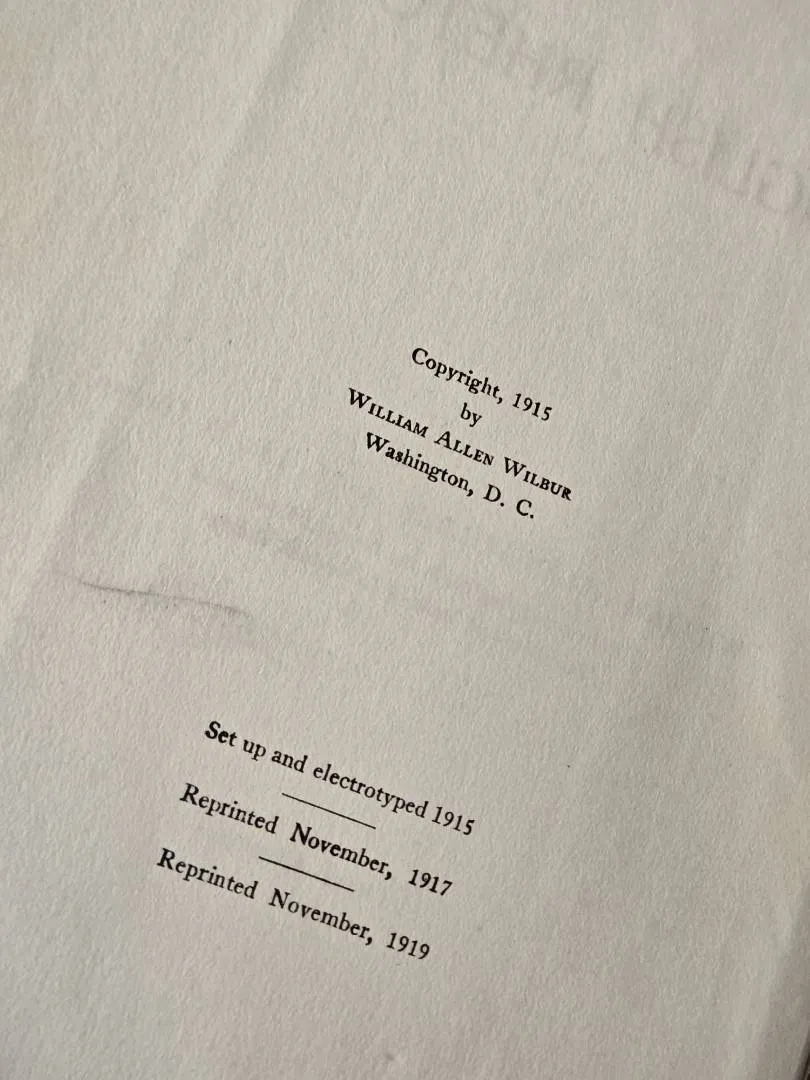 Copyright, 1915
by
WILLIAM ALLEN WILBUR
Washington, D. C.
Set up and electrotyped 1915
Reprinted November, 1917
Reprinted November, 1919